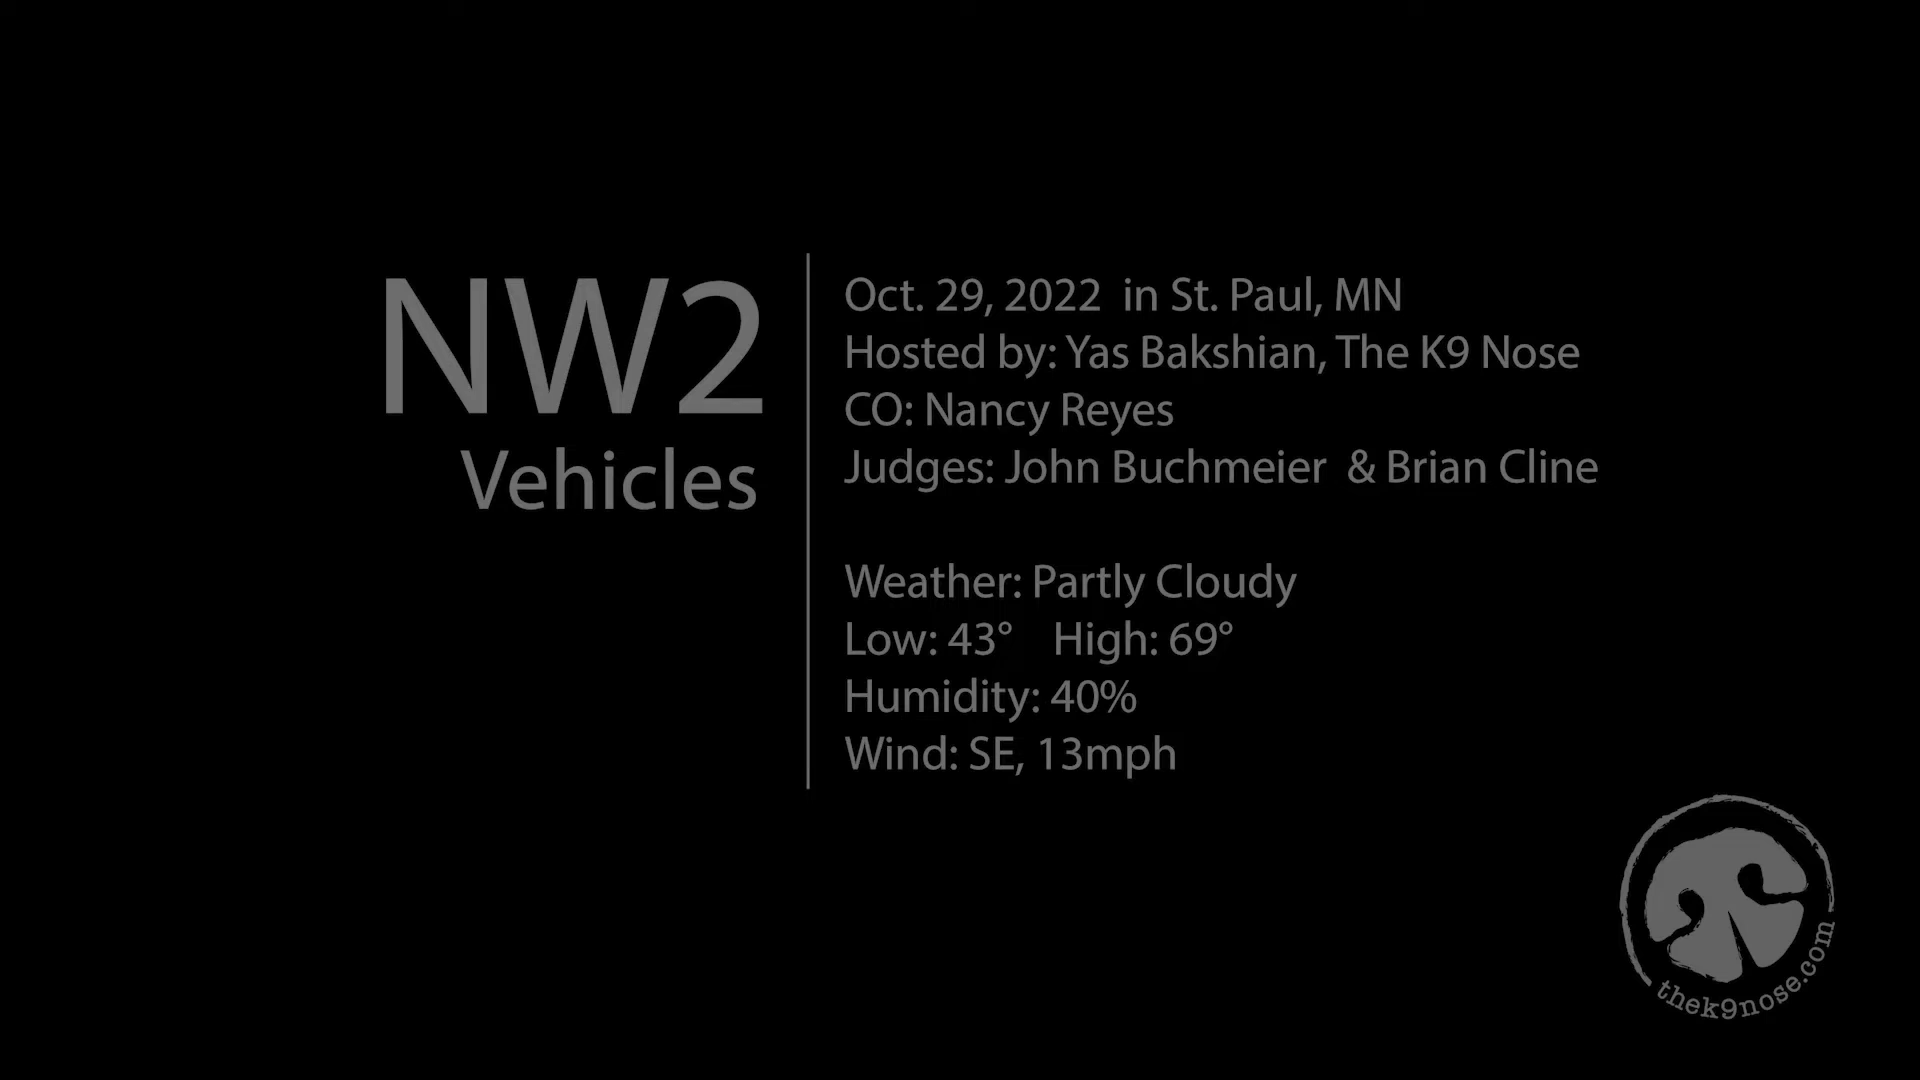 NW2
Vehicles
Oct. 29, 2022 in St. Paul, MN
Hosted by: Yas Bakshian, The K9 Nose
CO: Nancy Reyes
Judges: John Buchmeier & Brian Cline
Weather: Partly Cloudy
Low: 43° High: 69°
Humidity: 40%
Wind: SE, 13mph
thek9nose.com